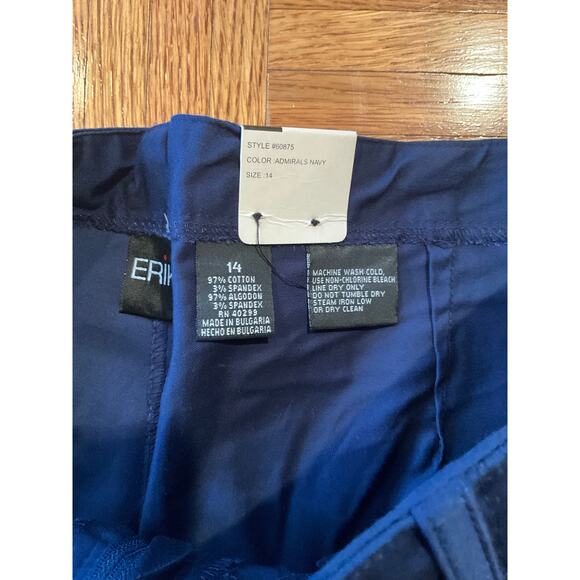 STYLE #60875
COLOR :ADMIRALS NAVY
SIZE :14
ERIK
14
97% COTTON
3% SPANDEX
97% ALGODON
3% SPANDEX
RN 40299
MADE IN BULGARIA
HECHO EN BULGARIA
MACHINE WASH COLD,
USE NON-CHLORINE BLEACH
LINE DRY ONLY
DO NOT TUMBLE DRY
STEAM IRON LOW
OR DRY CLEAN